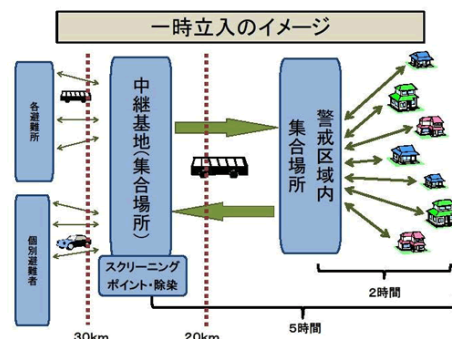 一時立入のイメージ
各避難所
個別避難者
中継基地(集合場所)
スクリーニング
ポイント・除染
警戒区域内
集合場所
2時間
5時間
30km
20km